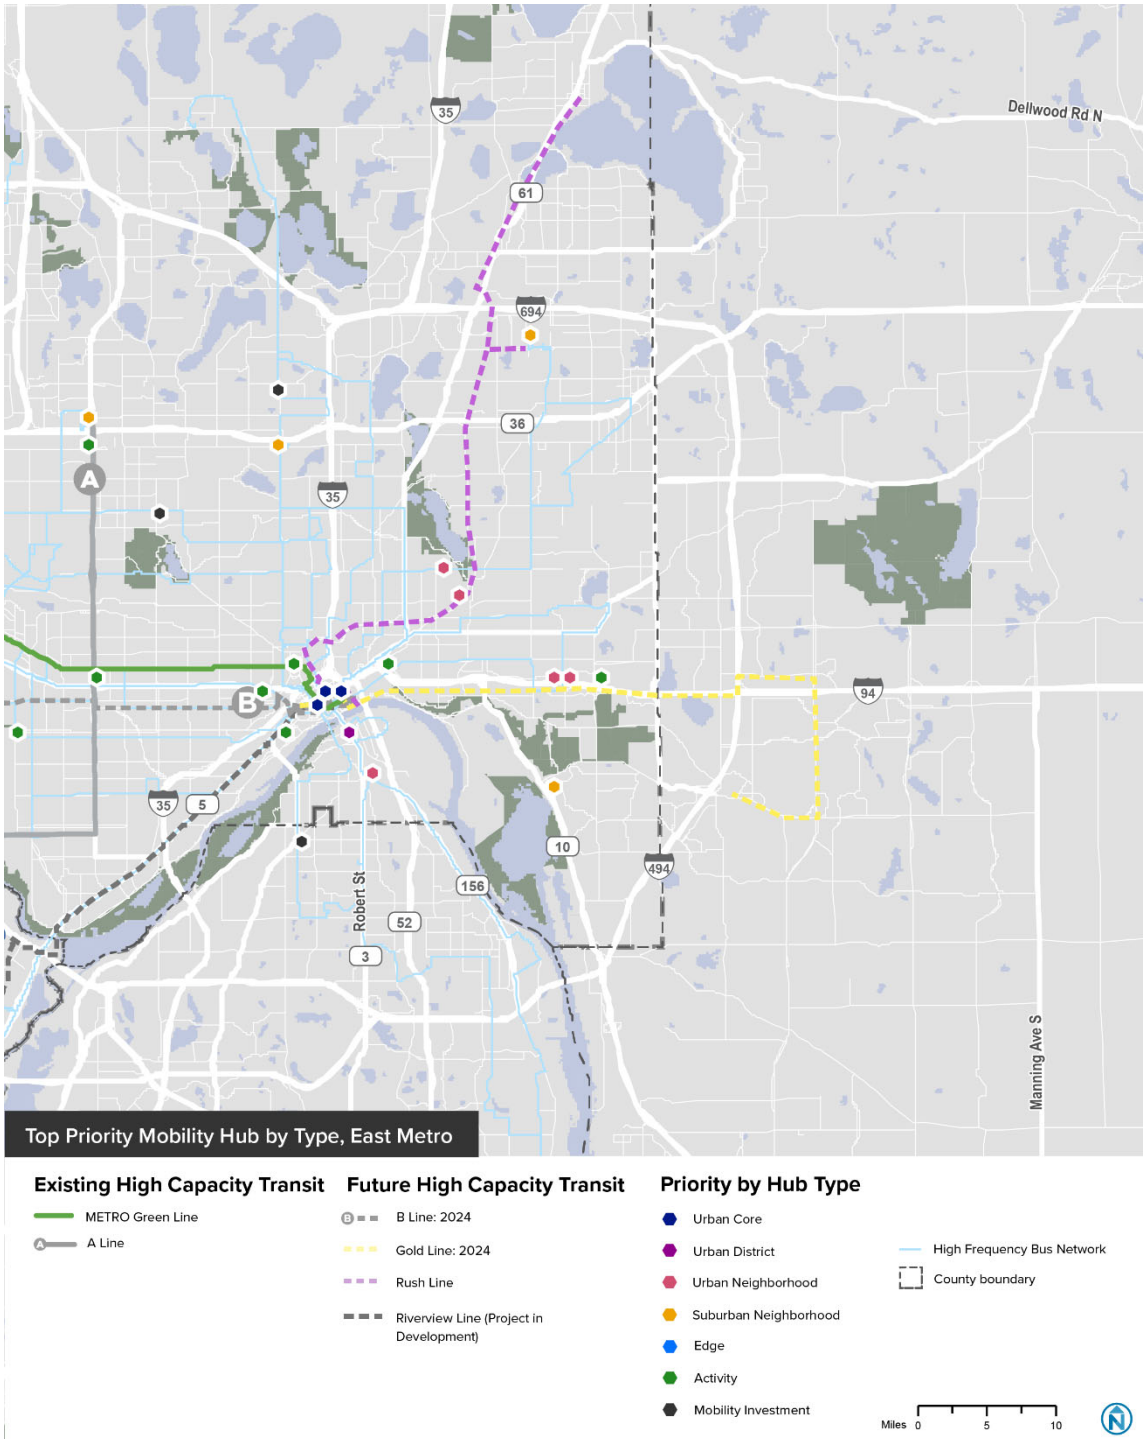 35
Dellwood Rd N
61
694
36
A
35
94
B
35
5
10
494
156
Robert St
52
3
Manning Ave S
Top Priority Mobility Hub by Type, East Metro
Existing High Capacity Transit
METRO Green Line
A
A Line
Future High Capacity Transit
B
B Line: 2024
Gold Line: 2024
Rush Line
Riverview Line (Project in
Development)
Priority by Hub Type
Urban Core
Urban District
Urban Neighborhood
Suburban Neighborhood
Edge
Activity
Mobility Investment
High Frequency Bus Network
County boundary
Miles 0 5 10
N